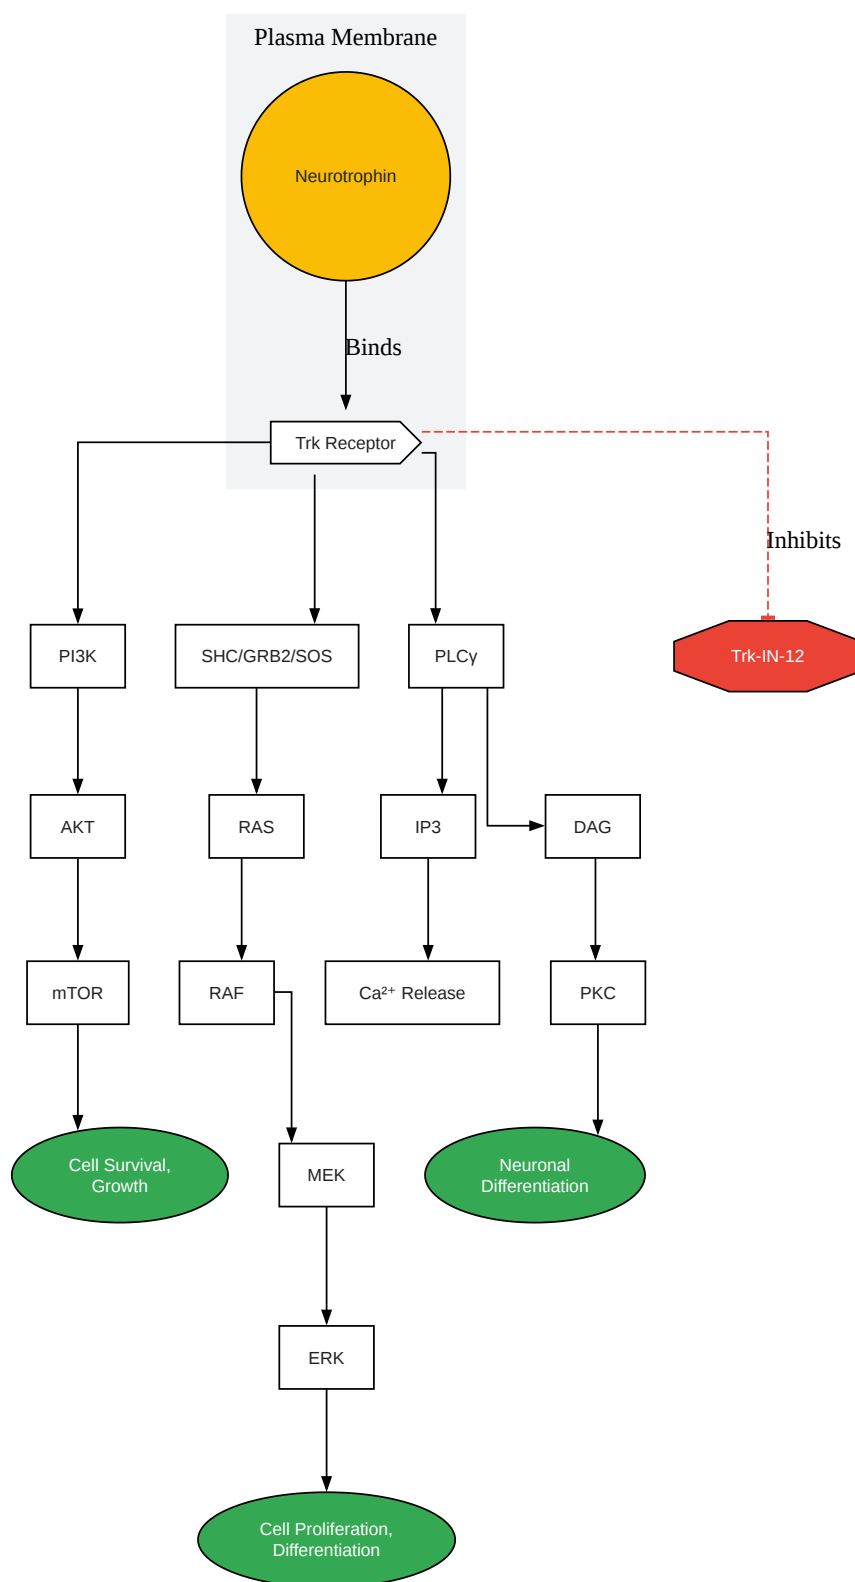 Plasma Membrane
Neurotrophin
Binds
Trk Receptor
Inhibits
PI3K
SHC/GRB2/SOS
PLCγ
Trk-IN-12
AKT
RAS
IP3
DAG
mTOR
RAF
Ca²⁺ Release
PKC
Cell Survival,
Growth
MEK
Neuronal
Differentiation
ERK
Cell Proliferation,
Differentiation